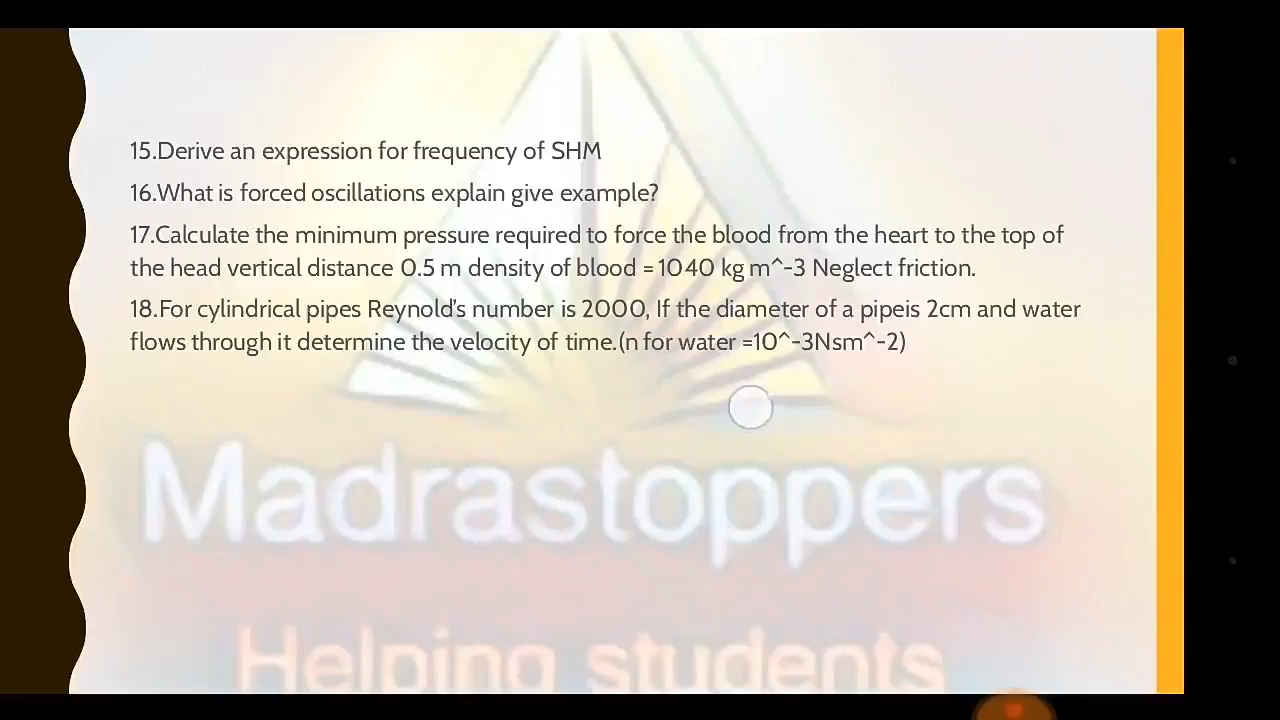 15.Derive an expression for frequency of SHM
16.What is forced oscillations explain give example?
17.Calculate the minimum pressure required to force the blood from the heart to the top of
the head vertical distance 0.5 m density of blood = 1040 kg m^-3 Neglect friction.
18.For cylindrical pipes Reynold's number is 2000, If the diameter of a pipeis 2cm and water
flows through it determine the velocity of time.(n for water =10^-3Nsm^-2)
Madrastoppers
Helping students